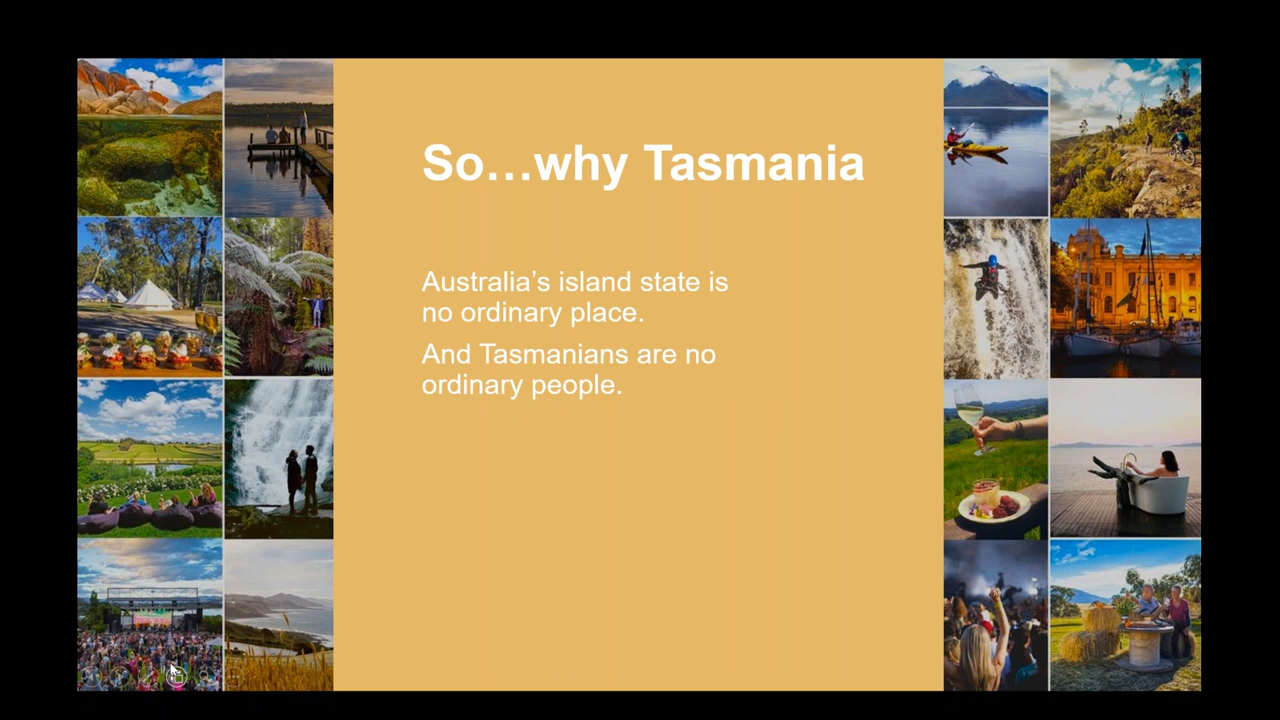 So…why Tasmania
Australia’s island state is
no ordinary place.
And Tasmanians are no
ordinary people.